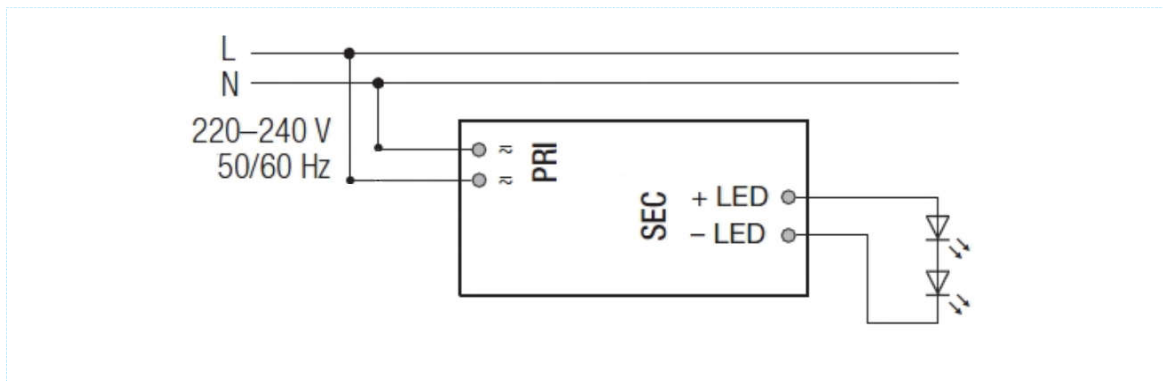 L
N
220–240 V
50/60 Hz
≂ PRI
≂
SEC
+ LED
– LED